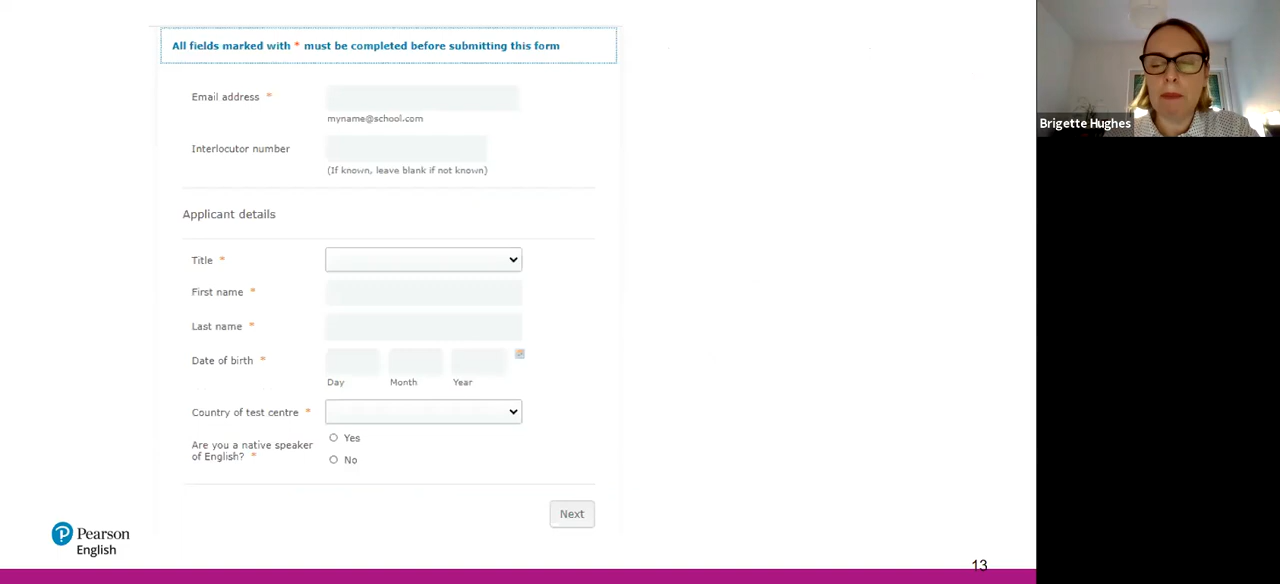 All fields marked with * must be completed before submitting this form
Email address *
myname@school.com
Interlocutor number
(If known, leave blank if not known)
Applicant details
Title *
First name *
Last name *
Date of birth *
Day Month Year
Country of test centre *
Are you a native speaker
of English? *
Yes
No
Next
Pearson
English
13
Brigette Hughes